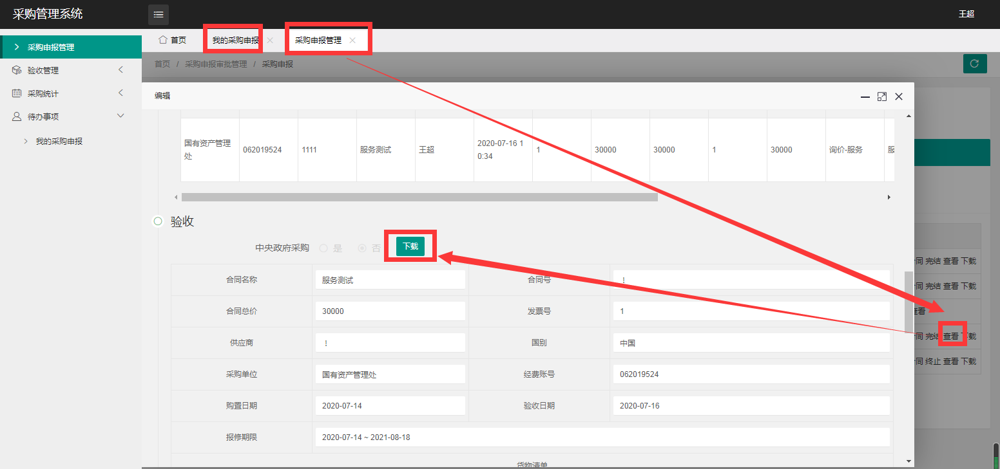 采购管理系统
王超
采购申报管理
验收管理
采购统计
待办事项
我的采购申报
首页
我的采购申报
采购申报管理
首页 / 采购申报审批管理 / 采购申报
编辑
国有资产管理
处
062019524
1111
服务测试
王超
2020-07-16 1
0:34
1
30000
30000
1
30000
询价-服务
服
验收
中央政府采购
是
否
下载
合同名称
服务测试
合同号
!
合同总价
30000
发票号
1
供应商
!
国别
中国
采购单位
国有资产管理处
经费账号
062019524
购置日期
2020-07-14
验收日期
2020-07-16
报修期限
2020-07-14 ~ 2021-08-18
货物清单
同 完结 查看 下载
同 完结 查看 下载
查看
同 完结 查看 下载
同 终止 查看 下载